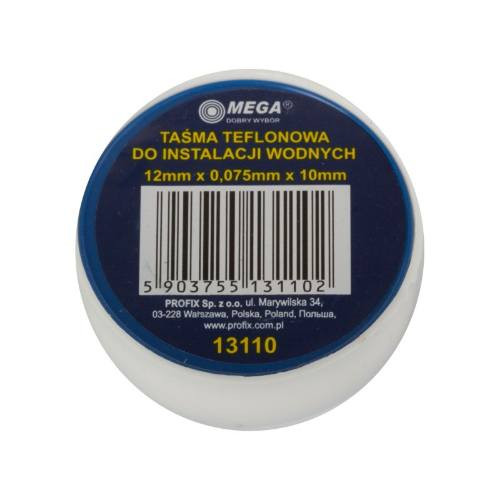 MEGA®
DOBRY WYBÓR
TAŚMA TEFLONOWA
DO INSTALACJI WODNYCH
12mm x 0,075mm x 10mm
5 903755 131102
PROFIX Sp. z o.o. ul. Marywilska 34,
03-228 Warszawa, Polska, Poland, Польша,
www.profix.com.pl
13110